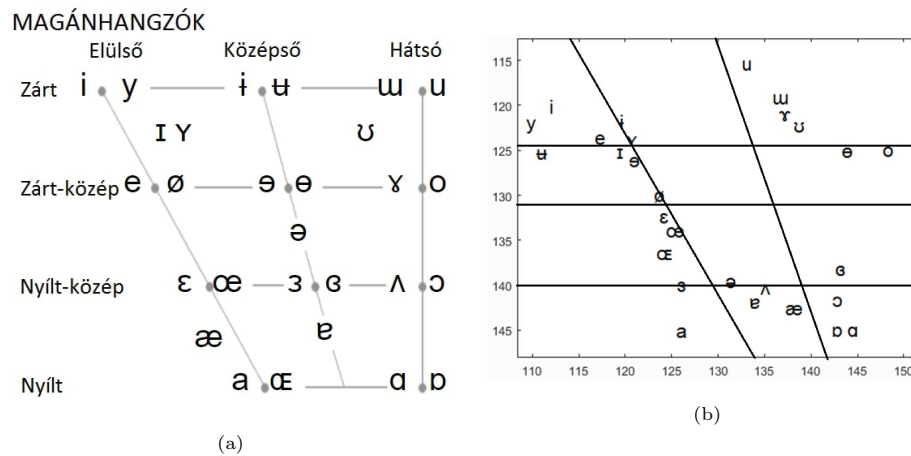 MAGÁNHANGZÓK
Elülső Középső Hátsó
Zárt i y ɨ ʉ ɯ u
ɪ ʏ ʊ
Zárt-közép e ø ɘ ɵ ɤ o
ə
Nyílt-közép ɛ œ ɜ ɞ ʌ ɔ
æ ɐ
Nyílt a ɶ ɑ ɒ
(a)
115 u
120 i ɯ
ɤ
y ɨ ʊ
e ʏ
125 ʉ ɪ ɵ o
ɘ
130 ø
ɛ
135 œ
ɶ
ɞ
140 ɜ ə ʌ
ɐ æ ɔ
145 a ɒ ɑ
110 115 120 125 130 135 140 145 150
(b)